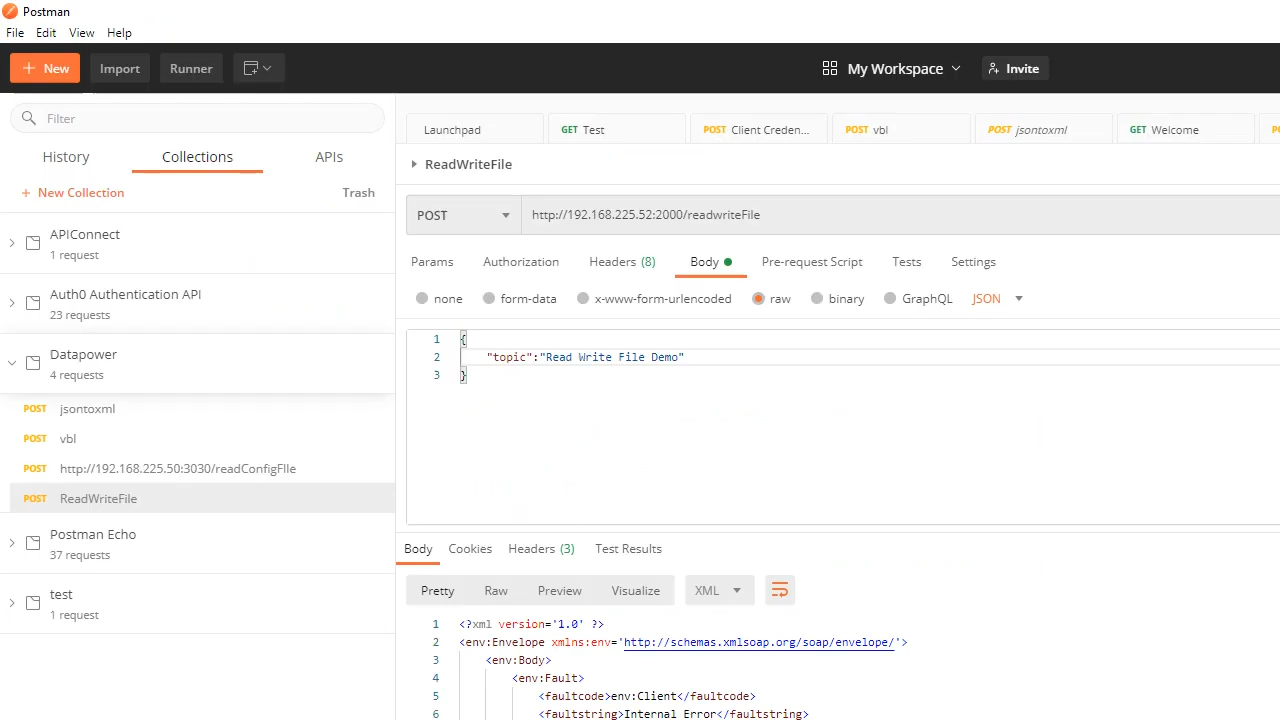 Postman
File Edit View Help
New Import Runner My Workspace Invite
Filter
History Collections APIs
+ New Collection Trash
APIConnect
1 request
Auth0 Authentication API
23 requests
Datapower
4 requests
POST jsontoxml
POST vbl
POST http://192.168.225.50:3030/readConfigFIle
POST ReadWriteFile
Postman Echo
37 requests
test
1 request
Launchpad GET Test POST Client Creden... POST vbl POST jsontoxml GET Welcome
ReadWriteFile
POST http://192.168.225.52:2000/readwriteFile
Params Authorization Headers (8) Body Pre-request Script Tests Settings
none form-data x-www-form-urlencoded raw binary GraphQL JSON
1 {
2 "topic":"Read Write File Demo"
3 }
Body Cookies Headers (3) Test Results
Pretty Raw Preview Visualize XML
1 <?xml version='1.0' ?>
2 <env:Envelope xmlns:env='http://schemas.xmlsoap.org/soap/envelope/'>
3 <env:Body>
4 <env:Fault>
5 <faultcode>env:Client</faultcode>
6 <faultstring>Internal Error</faultstring>